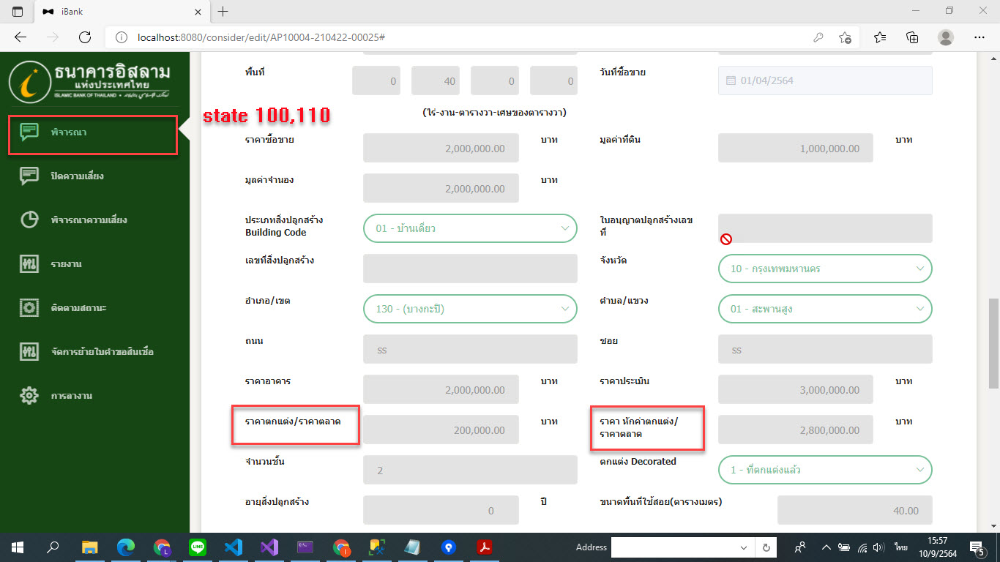 iBank
localhost:8080/consider/edit/AP10004-210422-00025#
ธนาคารอิสลาม
แห่งประเทศไทย
ISLAMIC BANK OF THAILAND
พิจารณา
ปิดความเสี่ยง
พิจารณาความเสี่ยง
รายงาน
ติดตามสถานะ
จัดการย้ายใบคำขอสินเชื่อ
การลางาน
state 100,110
พื้นที่ 0 40 0 0 วันที่ซื้อขาย 01/04/2564
(ไร่-งาน-ตารางวา-เศษของตารางวา)
ราคาซื้อขาย 2,000,000.00 บาท มูลค่าที่ดิน 1,000,000.00 บาท
มูลค่าจำนอง 2,000,000.00 บาท
ประเภทสิ่งปลูกสร้าง
Building Code
01 - บ้านเดี่ยว
ใบอนุญาตปลูกสร้างเลข
ที่
เลขที่สิ่งปลูกสร้าง จังหวัด 10 - กรุงเทพมหานคร
อำเภอ/เขต 130 - (บางกะปิ) ตำบล/แขวง 01 - สะพานสูง
ถนน ss ซอย ss
ราคาอาคาร 2,000,000.00 บาท ราคาประเมิน 3,000,000.00 บาท
ราคาตกแต่ง/ราคาตลาด 200,000.00 บาท
ราคา หักค่าตกแต่ง/
ราคาตลาด
2,800,000.00 บาท
จำนวนชั้น 2 ตกแต่ง Decorated 1 - ที่ตกแต่งแล้ว
อายุสิ่งปลูกสร้าง 0 ปี ขนาดพื้นที่ใช้สอย(ตารางเมตร) 40.00
Address
ไทย
15:57
10/9/2564
5